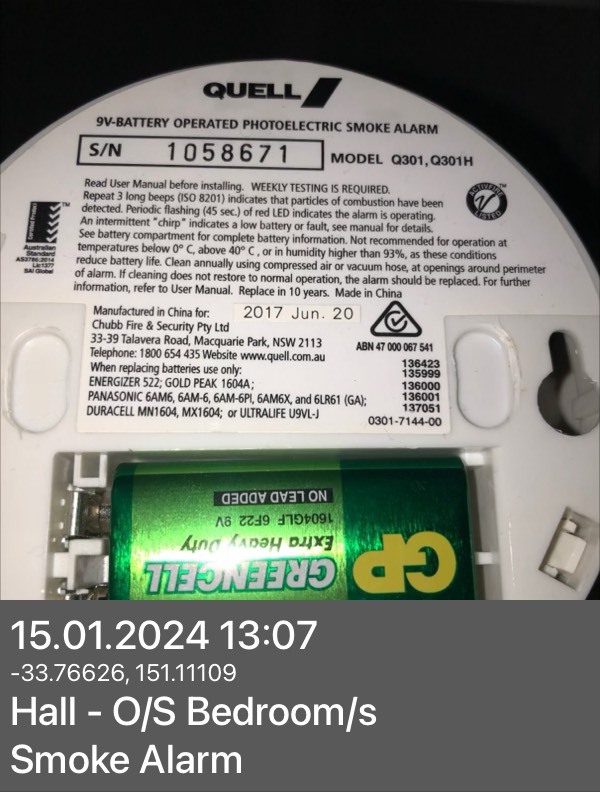 QUELL
9V-BATTERY OPERATED PHOTOELECTRIC SMOKE ALARM
S/N 1058671 MODEL Q301,Q301H
Read User Manual before installing. WEEKLY TESTING IS REQUIRED.
Repeat 3 long beeps (ISO 8201) indicates that particles of combustion have been
detected. Periodic flashing (45 sec.) of red LED indicates the alarm is operating.
An intermittent "chirp" indicates a low battery or fault, see manual for details.
See battery compartment for complete battery information. Not recommended for operation at
temperatures below 0° C, above 40° C, or in humidity higher than 93%, as these conditions
reduce battery life. Clean annually using compressed air or vacuum hose, at openings around perimeter
of alarm. If cleaning does not restore to normal operation, the alarm should be replaced. For further
information, refer to User Manual. Replace in 10 years. Made in China
ACTIVFIRE
LISTED
Certified Product
Australian
Standard
AS3786:2014
Lic1377
SAI Global
Manufactured in China for: 2017 Jun. 20
Chubb Fire & Security Pty Ltd
33-39 Talavera Road, Macquarie Park, NSW 2113
Telephone: 1800 654 435 Website www.quell.com.au
ABN 47 000 067 541
When replacing batteries use only:
ENERGIZER 522; GOLD PEAK 1604A;
PANASONIC 6AM6, 6AM-6, 6AM-6PI, 6AM6X, and 6LR61 (GA);
DURACELL MN1604, MX1604; or ULTRALIFE U9VL-J
136423
135999
136000
136001
137051
0301-7144-00
NO LEAD ADDED
1604GLF 6F22 9V
Extra Heavy Duty
GREENCELL
GP
15.01.2024 13:07
-33.76626, 151.11109
Hall - O/S Bedroom/s
Smoke Alarm